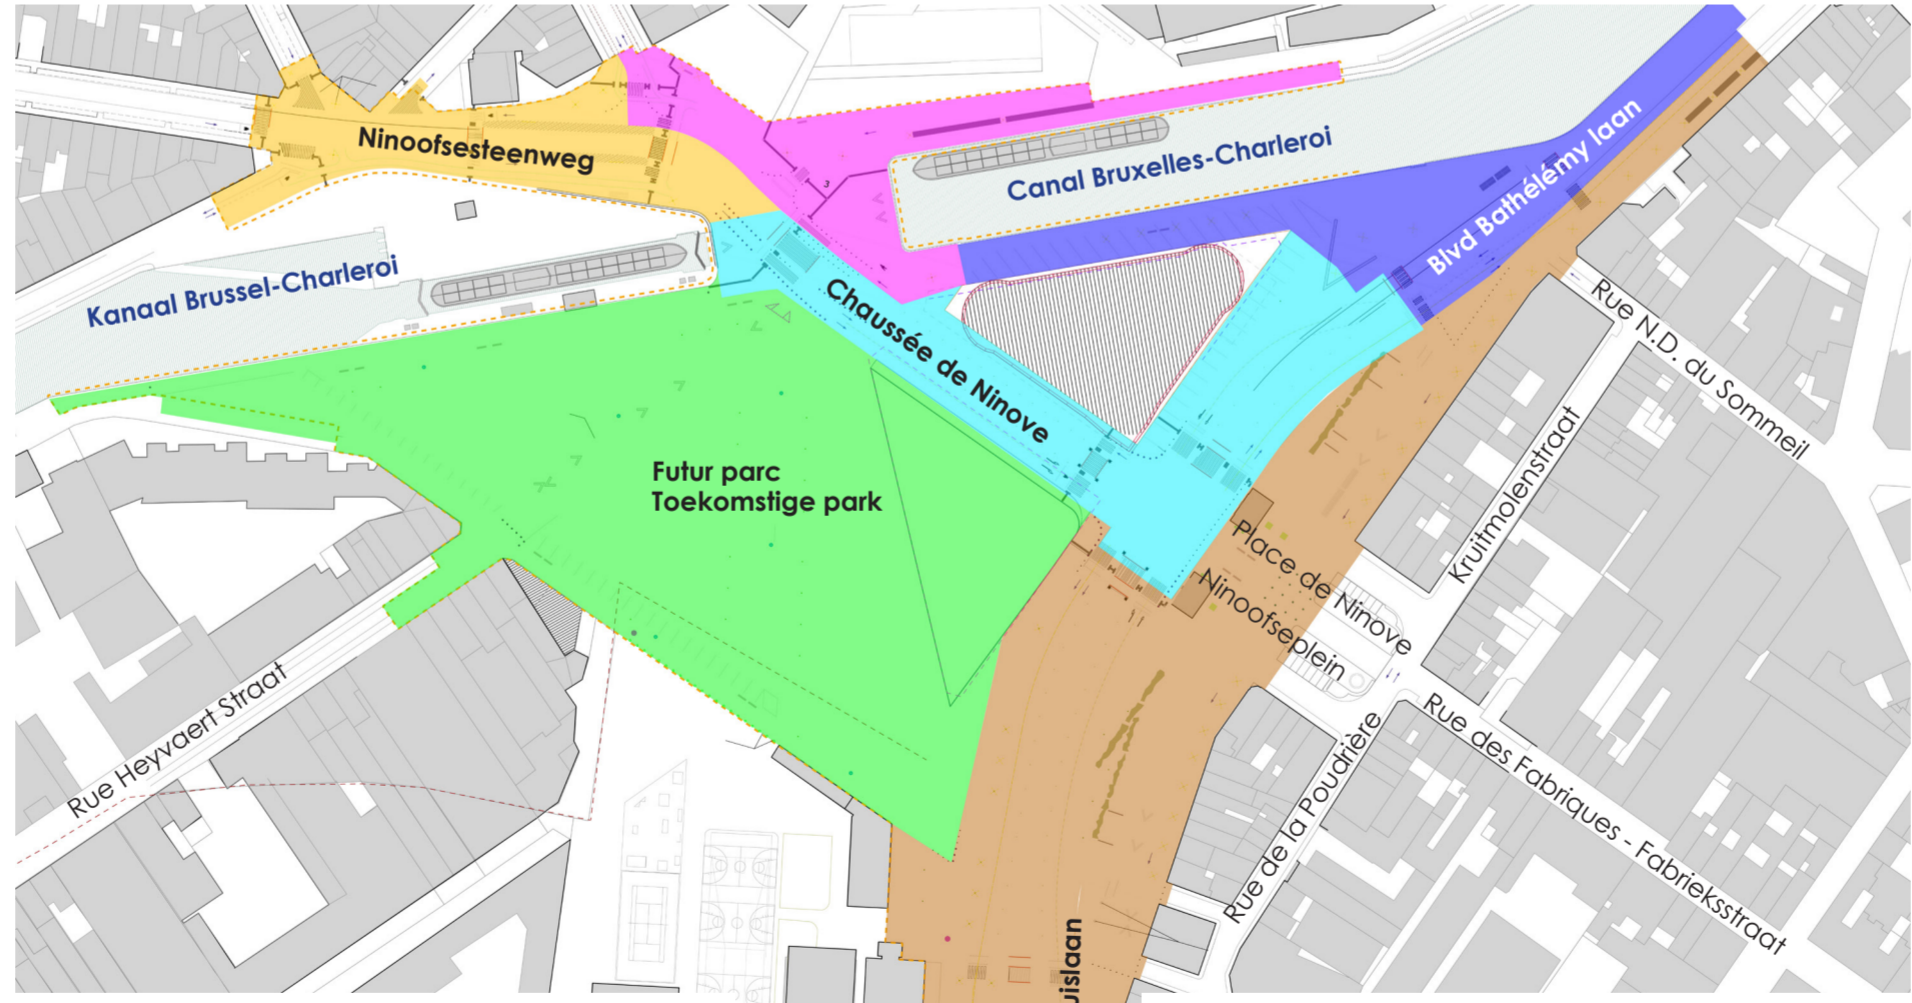 Ninoofsesteenweg
Canal Bruxelles-Charleroi
Blvd Bathélémy laan
3
Kanaal Brussel-Charleroi
Chaussée de Ninove
Rue N.D. du Sommeil
Kruitmolenstraat
Futur parc
Toekomstige park
Place de Ninove
Ninoofseplein
Rue Heyvaert Straat
Rue de la Poudrière
Rue des Fabriques - Fabrieksstraat
uislaan